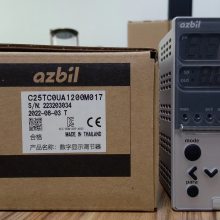 azbil
C25TC0UA1200M017
S/N. 223203034
2022-08-03 T
MADE IN THAILAND
合格
产品名称:数字显示调节器
azbil
mode
para